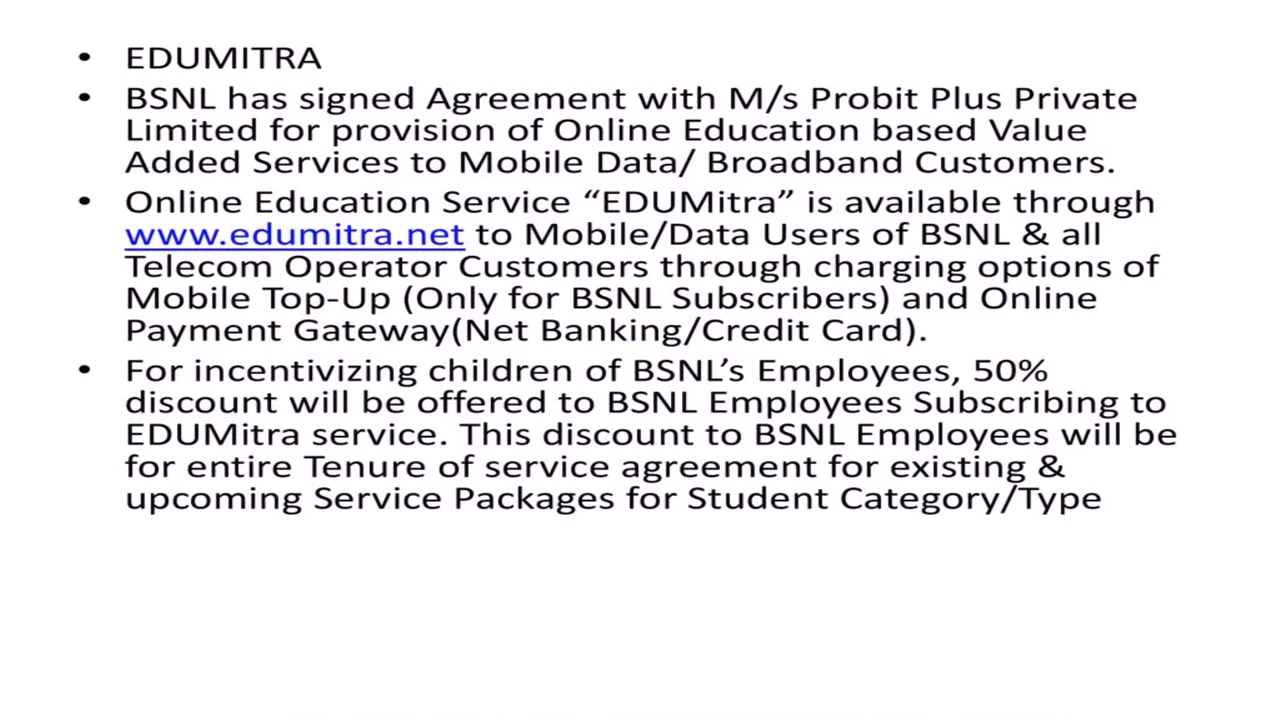 • EDUMITRA
• BSNL has signed Agreement with M/s Probit Plus Private
Limited for provision of Online Education based Value
Added Services to Mobile Data/ Broadband Customers.
• Online Education Service “EDUMitra” is available through
www.edumitra.net to Mobile/Data Users of BSNL & all
Telecom Operator Customers through charging options of
Mobile Top-Up (Only for BSNL Subscribers) and Online
Payment Gateway(Net Banking/Credit Card).
• For incentivizing children of BSNL’s Employees, 50%
discount will be offered to BSNL Employees Subscribing to
EDUMitra service. This discount to BSNL Employees will be
for entire Tenure of service agreement for existing &
upcoming Service Packages for Student Category/Type